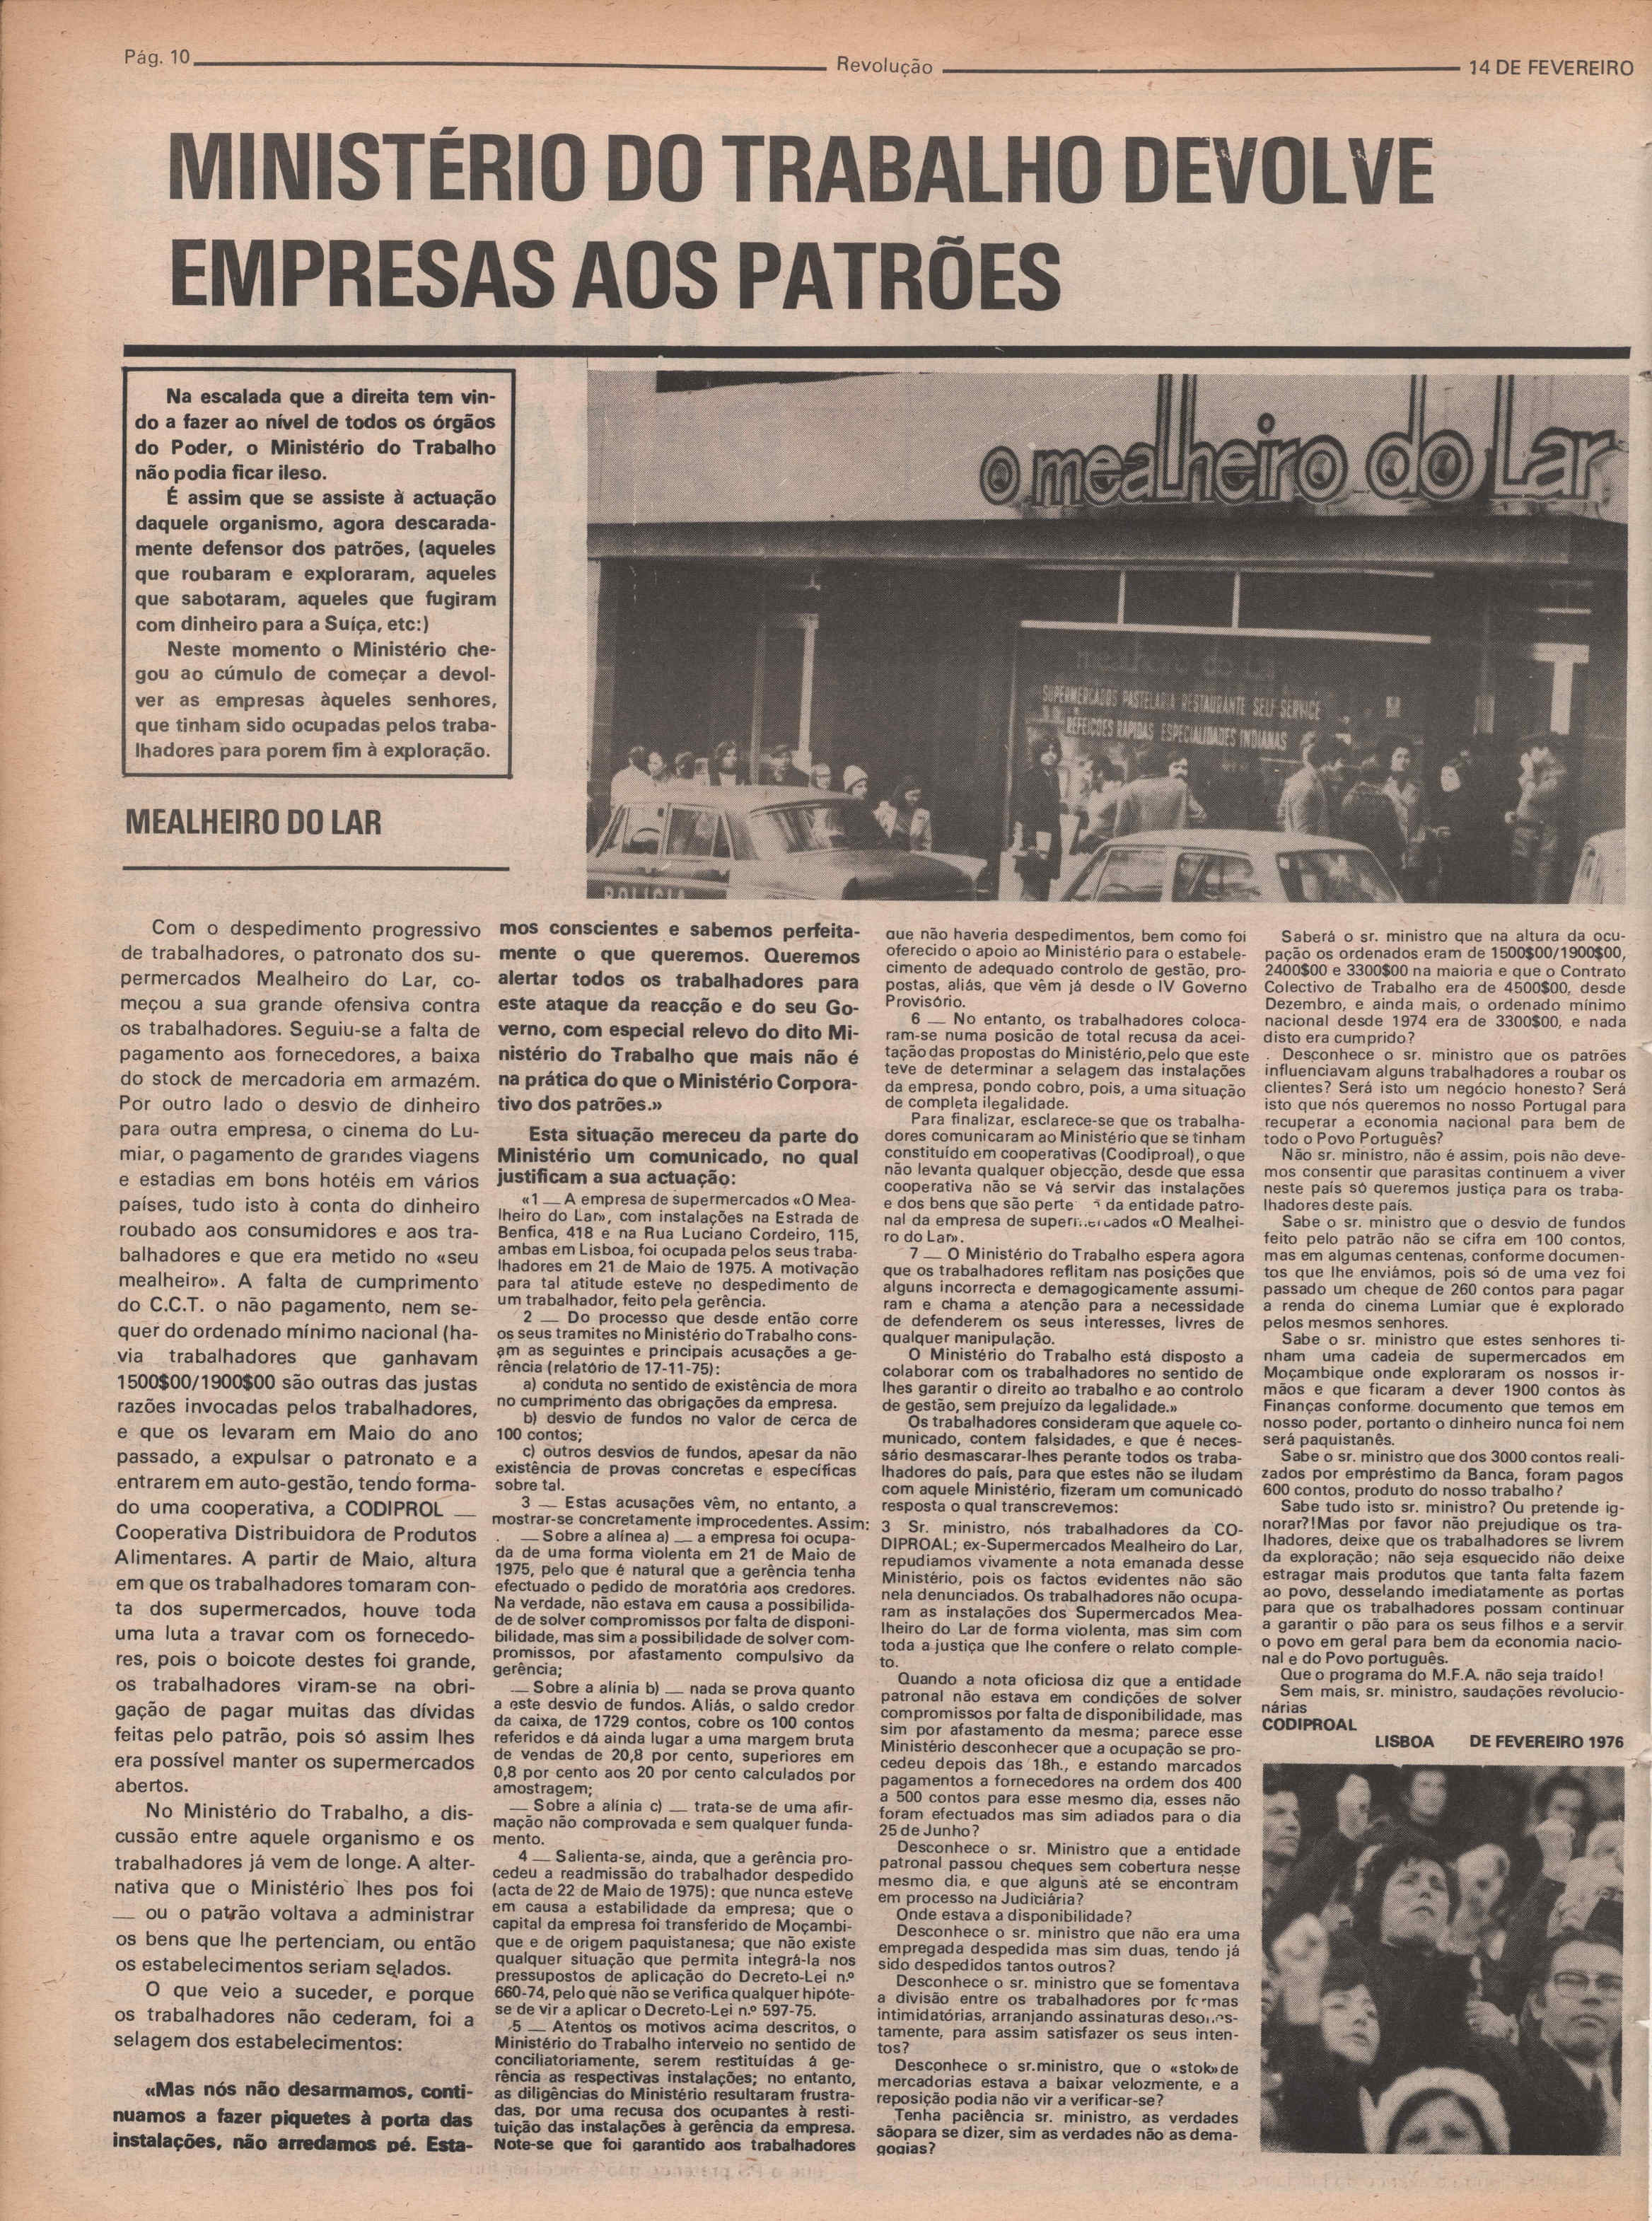 Pág. 10
Revolução
14 DE FEVEREIRO
MINISTÉRIO DO TRABALHO DEVOLVE
EMPRESAS AOS PATRÕES
Na escalada que a direita tem vin-
do a fazer ao nível de todos os órgãos
do Poder, o Ministério do Trabalho
não podia ficar ileso.
É assim que se assiste à actuação
daquele organismo, agora descarada-
mente defensor dos patrões, (aqueles
que roubaram e exploraram, aqueles
que sabotaram, aqueles que fugiram
com dinheiro para a Suíça, etc:)
Neste momento o Ministério che-
gou ao cúmulo de começar a devol-
ver as empresas àqueles senhores,
que tinham sido ocupadas pelos traba-
lhadores para porem fim à exploração.
o mealheiro do Lar
mealheiro do Lar
SUPERMERCADOS PASTELARIA RESTAURANTE SELF SERVICE
REFEIÇOES RAPIDAS ESPECIALIDADES INDIANAS
POLICIA
MEALHEIRO DO LAR
Com o despedimento progressivo
de trabalhadores, o patronato dos su-
permercados Mealheiro do Lar, co-
meçou a sua grande ofensiva contra
os trabalhadores. Seguiu-se a falta de
pagamento aos fornecedores, a baixa
do stock de mercadoria em armazém.
Por outro lado o desvio de dinheiro
para outra empresa, o cinema do Lu-
miar, o pagamento de grandes viagens
e estadias em bons hotéis em vários
países, tudo isto à conta do dinheiro
roubado aos consumidores e aos tra-
balhadores e que era metido no «seu
mealheiro». A falta de cumprimento
do C.C.T. o não pagamento, nem se-
quer do ordenado mínimo nacional (ha-
via trabalhadores que ganhavam
1500$00/1900$00 são outras das justas
razões invocadas pelos trabalhadores,
e que os levaram em Maio do ano
passado, a expulsar o patronato e a
entrarem em auto-gestão, tendo forma-
do uma cooperativa, a CODIPROL —
Cooperativa Distribuidora de Produtos
Alimentares. A partir de Maio, altura
em que os trabalhadores tomaram con-
ta dos supermercados, houve toda
uma luta a travar com os fornecedo-
res, pois o boicote destes foi grande,
os trabalhadores viram-se na obri-
gação de pagar muitas das dívidas
feitas pelo patrão, pois só assim lhes
era possível manter os supermercados
abertos.
No Ministério do Trabalho, a dis-
cussão entre aquele organismo e os
trabalhadores já vem de longe. A alter-
nativa que o Ministério lhes pos foi
— ou o patrão voltava a administrar
os bens que lhe pertenciam, ou então
os estabelecimentos seriam selados.
O que veio a suceder, e porque
os trabalhadores não cederam, foi a
selagem dos estabelecimentos:
«Mas nós não desarmamos, conti-
nuamos a fazer piquetes à porta das
instalações, não arredamos pé. Esta-
mos conscientes e sabemos perfeita-
mente o que queremos. Queremos
alertar todos os trabalhadores para
este ataque da reacção e do seu Go-
verno, com especial relevo do dito Mi-
nistério do Trabalho que mais não é
na prática do que o Ministério Corpora-
tivo dos patrões.»
Esta situação mereceu da parte do
Ministério um comunicado, no qual
justificam a sua actuação:
«1 — A empresa de supermercados «O Mea-
lheiro do Lar», com instalações na Estrada de
Benfica, 418 e na Rua Luciano Cordeiro, 115,
ambas em Lisboa, foi ocupada pelos seus traba-
lhadores em 21 de Maio de 1975. A motivação
para tal atitude esteve no despedimento de
um trabalhador, feito pela gerência.
2 — Do processo que desde então corre
os seus tramites no Ministério do Trabalho cons-
am as seguintes e principais acusações a ge-
rência (relatório de 17-11-75):
a) conduta no sentido de existência de mora
no cumprimento das obrigações da empresa.
b) desvio de fundos no valor de cerca de
100 contos;
c) outros desvios de fundos, apesar da não
existência de provas concretas e específicas
sobre tal.
3 — Estas acusações vêm, no entanto, a
mostrar-se concretamente improcedentes. Assim:
— Sobre a alínea a) — a empresa foi ocupa-
da de uma forma violenta em 21 de Maio de
1975, pelo que é natural que a gerência tenha
efectuado o pedido de moratória aos credores.
Na verdade, não estava em causa a possibilida-
de de solver compromissos por falta de disponi-
bilidade, mas sim a possibilidade de solver com-
promissos, por afastamento compulsivo da
gerência;
— Sobre a alínia b) — nada se prova quanto
a este desvio de fundos. Aliás, o saldo credor
da caixa, de 1729 contos, cobre os 100 contos
referidos e dá ainda lugar a uma margem bruta
de vendas de 20,8 por cento, superiores em
0,8 por cento aos 20 por cento calculados por
amostragem;
— Sobre a alínia c) — trata-se de uma afir-
mação não comprovada e sem qualquer funda-
mento.
4 — Salienta-se, ainda, que a gerência pro-
cedeu a readmissão do trabalhador despedido
(acta de 22 de Maio de 1975): que nunca esteve
em causa a estabilidade da empresa; que o
capital da empresa foi transferido de Moçambi-
que e de origem paquistanesa; que não existe
qualquer situação que permita integrá-la nos
pressupostos de aplicação do Decreto-Lei n.º
660-74, pelo que não se verifica qualquer hipóte-
se de vir a aplicar o Decreto-Lei n.º 597-75.
5 — Atentos os motivos acima descritos, o
Ministério do Trabalho interveio no sentido de
conciliatoriamente, serem restituídas á ge-
rência as respectivas instalações; no entanto,
as diligências do Ministério resultaram frustra-
das, por uma recusa dos ocupantes à resti-
tuição das instalações à gerência da empresa.
Note-se que foi garantido aos trabalhadores
que não haveria despedimentos, bem como foi
oferecido o apoio ao Ministério para o estabele-
cimento de adequado controlo de gestão, pro-
postas, aliás, que vêm já desde o IV Governo
Provisório.
6 — No entanto, os trabalhadores coloca-
ram-se numa posicão de total recusa da acei-
tação das propostas do Ministério, pelo que este
teve de determinar a selagem das instalações
da empresa, pondo cobro, pois, a uma situação
de completa ilegalidade.
Para finalizar, esclarece-se que os trabalha-
dores comunicaram ao Ministério que se tinham
constituído em cooperativas (Coodiproal), o que
não levanta qualquer objecção, desde que essa
cooperativa não se vá servir das instalações
e dos bens que são perte da entidade patro-
nal da empresa de supermercados «O Mealhei-
ro do Lar».
7 — O Ministério do Trabalho espera agora
que os trabalhadores reflitam nas posições que
alguns incorrecta e demagogicamente assumi-
ram e chama a atenção para a necessidade
de defenderem os seus interesses, livres de
qualquer manipulação.
O Ministério do Trabalho está disposto a
colaborar com os trabalhadores no sentido de
lhes garantir o direito ao trabalho e ao controlo
de gestão, sem prejuízo da legalidade.»
Os trabalhadores consideram que aquele co-
municado, contem falsidades, e que é neces-
sário desmascarar-lhes perante todos os traba-
lhadores do país, para que estes não se iludam
com aquele Ministério, fizeram um comunicado
resposta o qual transcrevemos:
3 Sr. ministro, nós trabalhadores da CO-
DIPROAL; ex-Supermercados Mealheiro do Lar,
repudiamos vivamente a nota emanada desse
Ministério, pois os factos evidentes não são
nela denunciados. Os trabalhadores não ocupa-
ram as instalações dos Supermercados Mea-
lheiro do Lar de forma violenta, mas sim com
toda a justiça que lhe confere o relato comple-
to.
Quando a nota oficiosa diz que a entidade
patronal não estava em condições de solver
compromissos por falta de disponibilidade, mas
sim por afastamento da mesma; parece esse
Ministério desconhecer que a ocupação se pro-
cedeu depois das 18h., e estando marcados
pagamentos a fornecedores na ordem dos 400
a 500 contos para esse mesmo dia, esses não
foram efectuados mas sim adiados para o dia
25 de Junho?
Desconhece o sr. Ministro que a entidade
patronal passou cheques sem cobertura nesse
mesmo dia, e que alguns até se encontram
em processo na Judiciária?
Onde estava a disponibilidade?
Desconhece o sr. ministro que não era uma
empregada despedida mas sim duas, tendo já
sido despedidos tantos outros?
Desconhece o sr. ministro que se fomentava
a divisão entre os trabalhadores por formas
intimidatórias, arranjando assinaturas desones-
tamente, para assim satisfazer os seus inten-
tos?
Desconhece o sr.ministro, que o «stok» de
mercadorias estava a baixar velozmente, e a
reposição podia não vir a verificar-se?
Tenha paciência sr. ministro, as verdades
são para se dizer, sim as verdades não as dema-
gogias?
Saberá o sr. ministro que na altura da ocu-
pação os ordenados eram de 1500$00/1900$00,
2400$00 e 3300$00 na maioria e que o Contrato
Colectivo de Trabalho era de 4500$00, desde
Dezembro, e ainda mais, o ordenado mínimo
nacional desde 1974 era de 3300$00, e nada
disto era cumprido?
Desconhece o sr. ministro que os patrões
influenciavam alguns trabalhadores a roubar os
clientes? Será isto um negócio honesto? Será
isto que nós queremos no nosso Portugal para
recuperar a economia nacional para bem de
todo o Povo Português?
Não sr. ministro, não é assim, pois não deve-
mos consentir que parasitas continuem a viver
neste país só queremos justiça para os traba-
lhadores deste país.
Sabe o sr. ministro que o desvio de fundos
feito pelo patrão não se cifra em 100 contos,
mas em algumas centenas, conforme documen-
tos que lhe enviámos, pois só de uma vez foi
passado um cheque de 260 contos para pagar
a renda do cinema Lumiar que é explorado
pelos mesmos senhores.
Sabe o sr. ministro que estes senhores ti-
nham uma cadeia de supermercados em
Moçambique onde exploraram os nossos ir-
mãos e que ficaram a dever 1900 contos às
Finanças conforme documento que temos em
nosso poder, portanto o dinheiro nunca foi nem
será paquistanês.
Sabe o sr. ministro que dos 3000 contos reali-
zados por empréstimo da Banca, foram pagos
600 contos, produto do nosso trabalho?
Sabe tudo isto sr. ministro? Ou pretende ig-
norar?!Mas por favor não prejudique os tra-
lhadores, deixe que os trabalhadores se livrem
da exploração; não seja esquecido não deixe
estragar mais produtos que tanta falta fazem
ao povo, desselando imediatamente as portas
para que os trabalhadores possam continuar
a garantir o pão para os seus filhos e a servir
o povo em geral para bem da economia nacio-
nal e do Povo português.
Que o programa do M.F.A. não seja traído!
Sem mais, sr. ministro, saudações revolucio-
nárias
CODIPROAL
LISBOA DE FEVEREIRO 1976